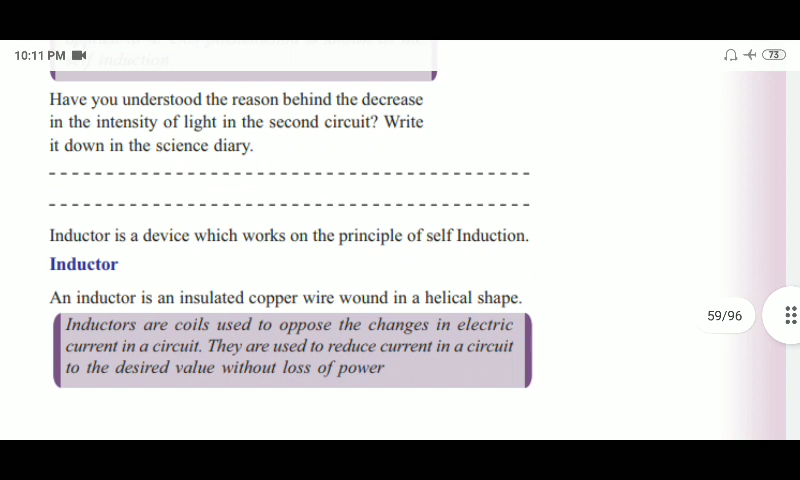 10:11 PM
73
self induction
Have you understood the reason behind the decrease
in the intensity of light in the second circuit? Write
it down in the science diary.
Inductor is a device which works on the principle of self Induction.
Inductor
An inductor is an insulated copper wire wound in a helical shape.
59/96
Inductors are coils used to oppose the changes in electric
current in a circuit. They are used to reduce current in a circuit
to the desired value without loss of power